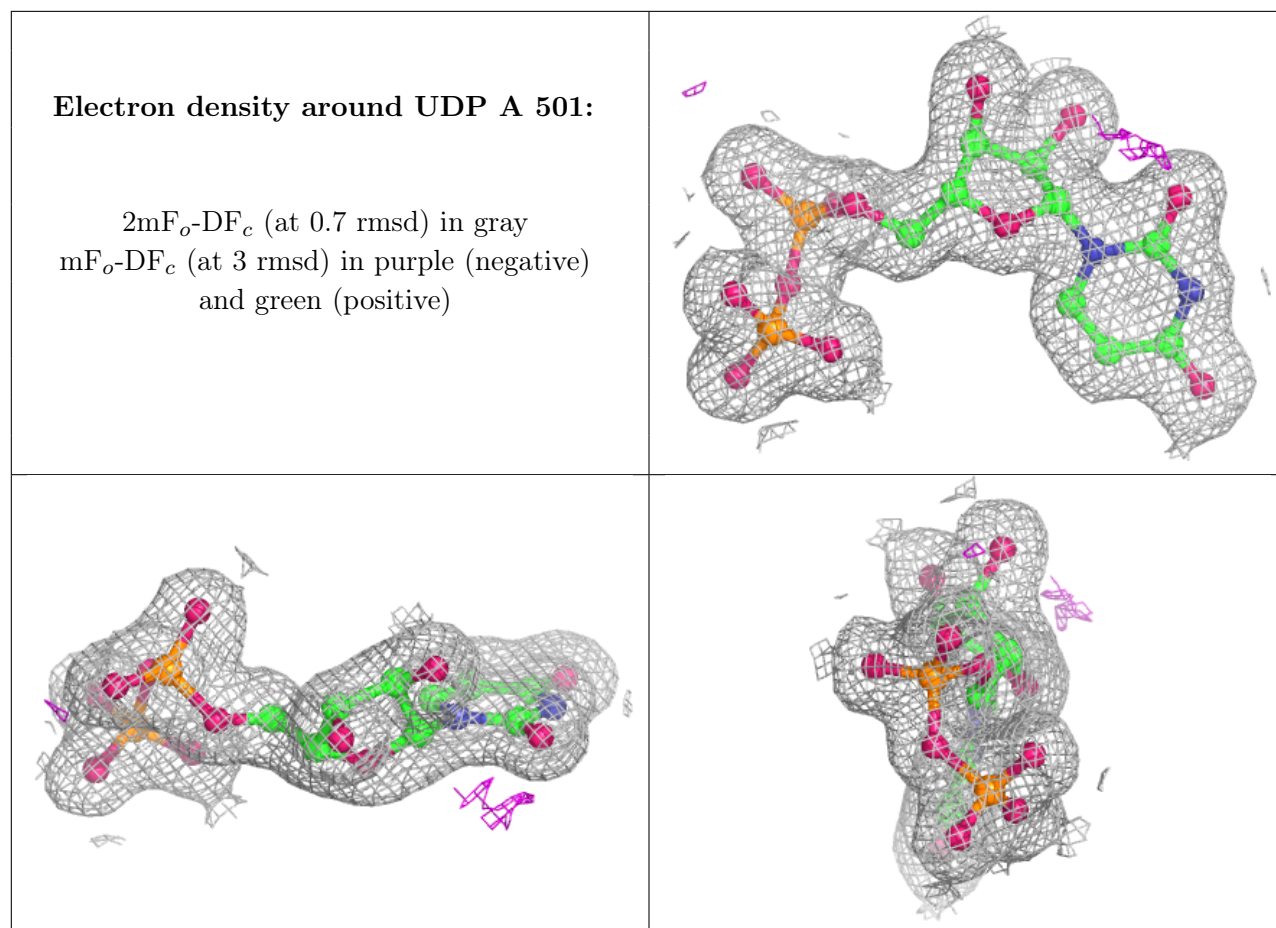 Electron density around UDP A 501:
2mFo-DFc (at 0.7 rmsd) in gray
mFo-DFc (at 3 rmsd) in purple (negative)
and green (positive)